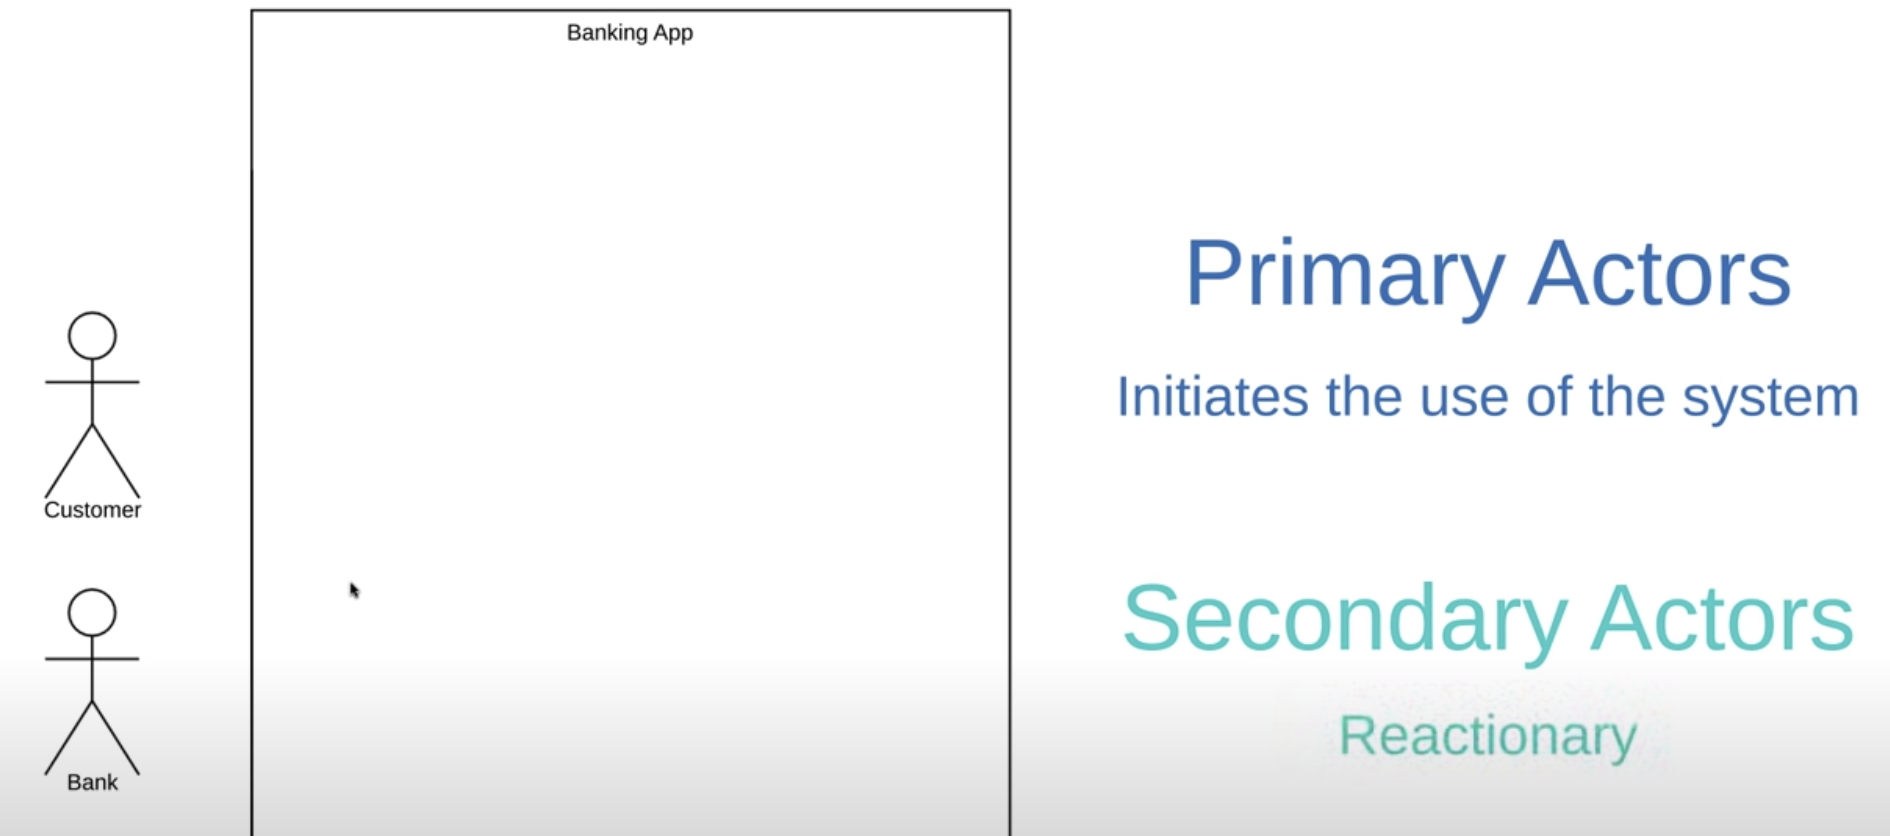 Banking App
Primary Actors
Initiates the use of the system
Customer
Secondary Actors
Reactionary
Bank